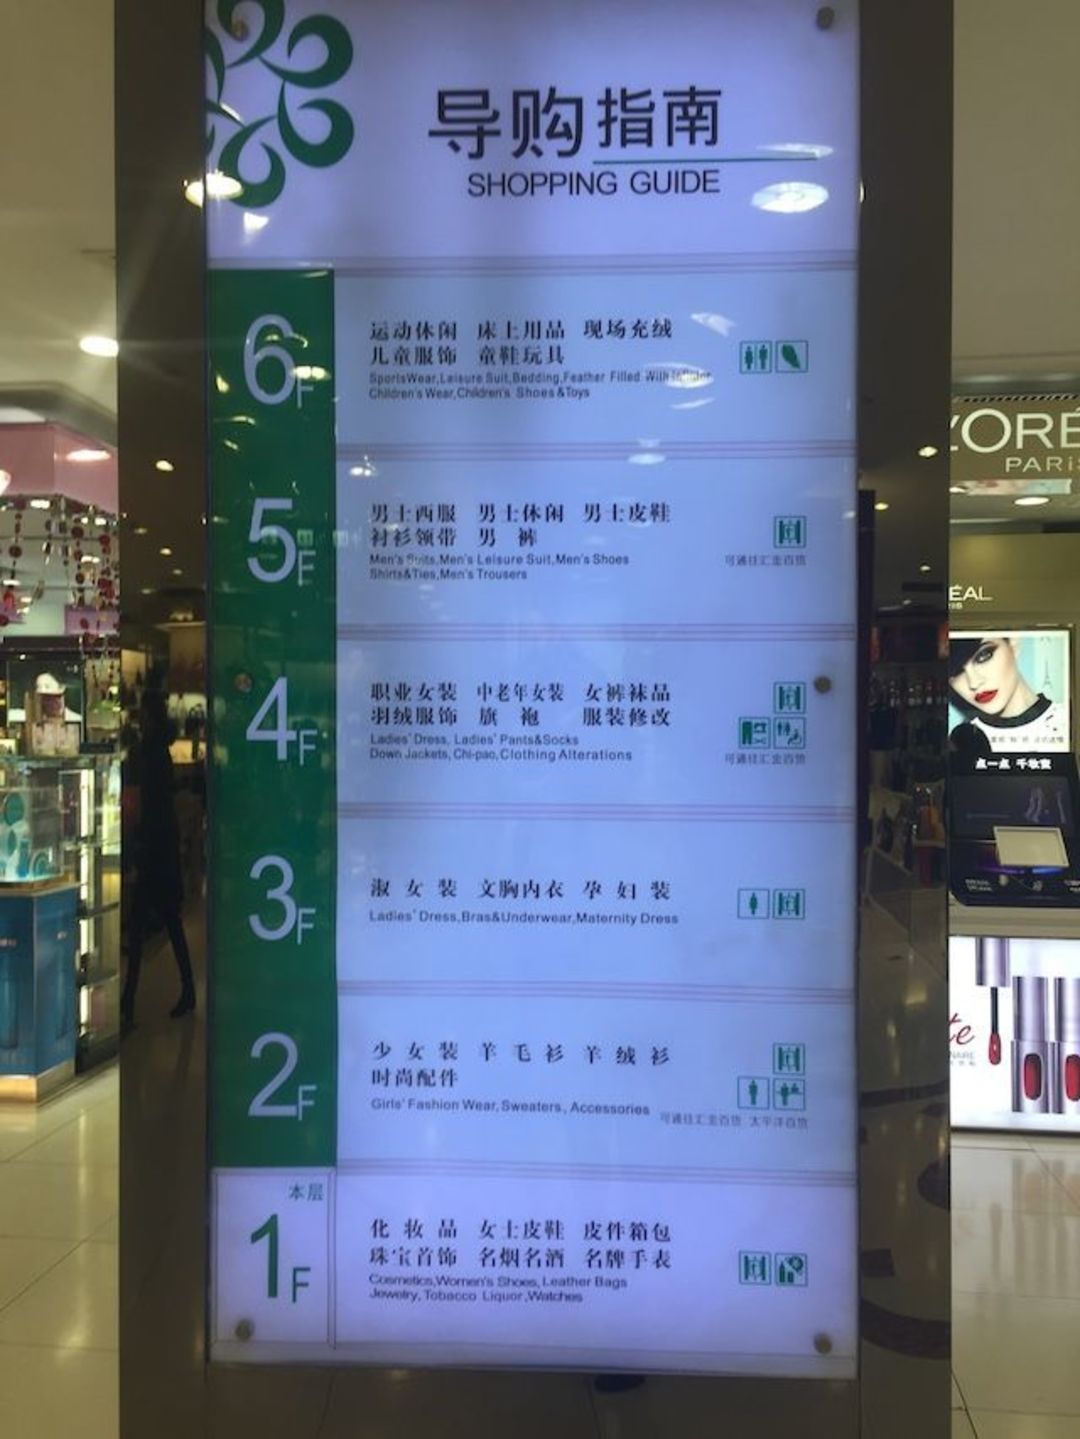 导购指南
SHOPPING GUIDE
6F
运动休闲 床上用品 现场充绒
儿童服饰 童鞋玩具
SportsWear,Leisure Suit,Bedding,Feather Filled With
Children's Wear,Children's Shoes &Toys
5F
男士西服 男士休闲 男士皮鞋
衬衫领带 男 裤
Men's Suits,Men's Leisure Suit,Men's Shoes
Shirts&Ties,Men's Trousers
可通往汇金百货
4F
职业女装 中老年女装 女裤袜品
羽绒服饰 旗 袍 服装修改
Ladies' Dress, Ladies' Pants&Socks
Down Jackets, Chi-pao,Clothing Alterations
可通往汇金百货
3F
淑 女 装 文胸内衣 孕 妇 装
Ladies' Dress,Bras&Underwear,Maternity Dress
2F
少 女 装 羊 毛 衫 羊 绒 衫
时尚配件
Girls' Fashion Wear, Sweaters, Accessories
可通往汇金百货 太平洋百货
本层
1F
化 妆 品 女士皮鞋 皮件箱包
珠宝首饰 名烟名酒 名牌手表
Cosmetics,Women's Shoes, Leather Bags
Jewelry, Tobacco Liquor ,Watches
L'ORÉ
PARIS
ÉAL
点一点 千妆变